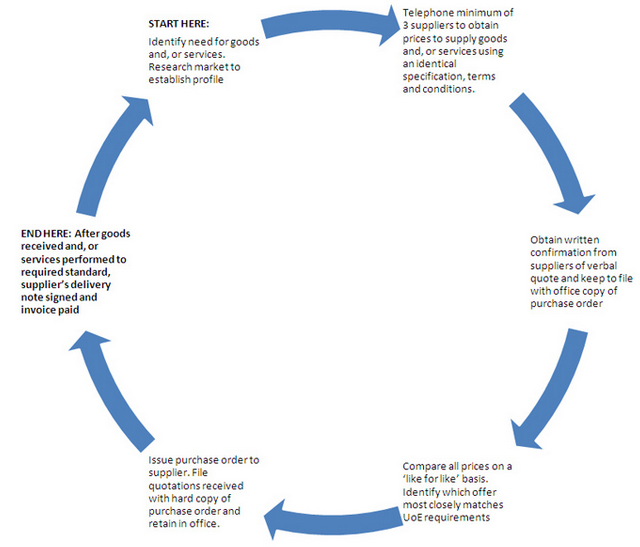 START HERE:
Identify need for goods
and, or services.
Research market to
establish profile
Telephone minimum of
3 suppliers to obtain
prices to supply goods
and, or services using
an identical
specification, terms
and conditions.
Obtain written
confirmation from
suppliers of verbal
quote and keep to file
with office copy of
purchase order
Compare all prices on a
'like for like' basis.
Identify which offer
most closely matches
UoE requirements
Issue purchase order to
supplier. File
quotations received
with hard copy of
purchase order and
retain in office.
END HERE: After goods
received and, or
services performed to
required standard,
supplier's delivery
note signed and
invoice paid